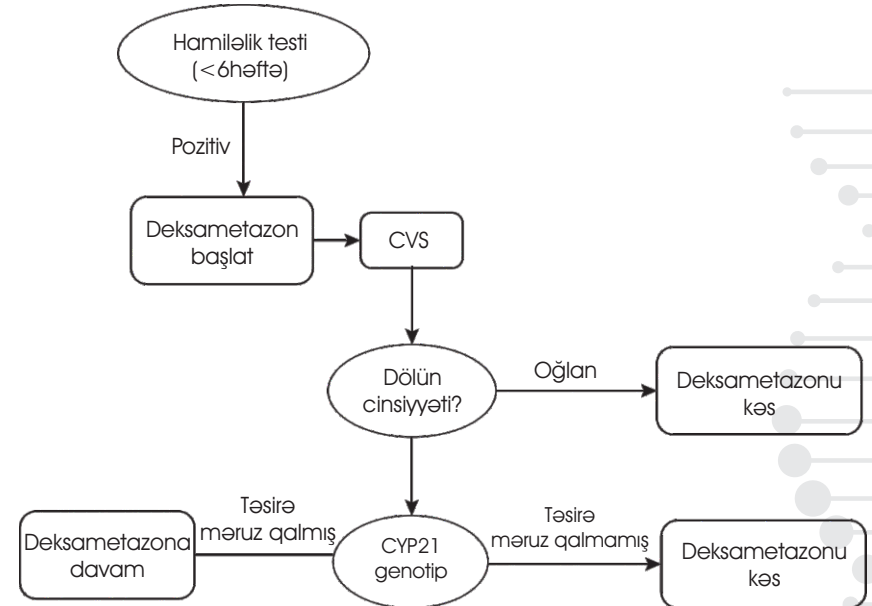 Hamiləlik testi
(<6həftə)
Pozitiv
Deksametazon
başlat
CVS
Dölün
cinsiyyəti?
Oğlan
Deksametazonu
kəs
Təsirə
məruz qalmış
Deksametazona
davam
CYP21
genotip
Təsirə
məruz qalmamış
Deksametazonu
kəs